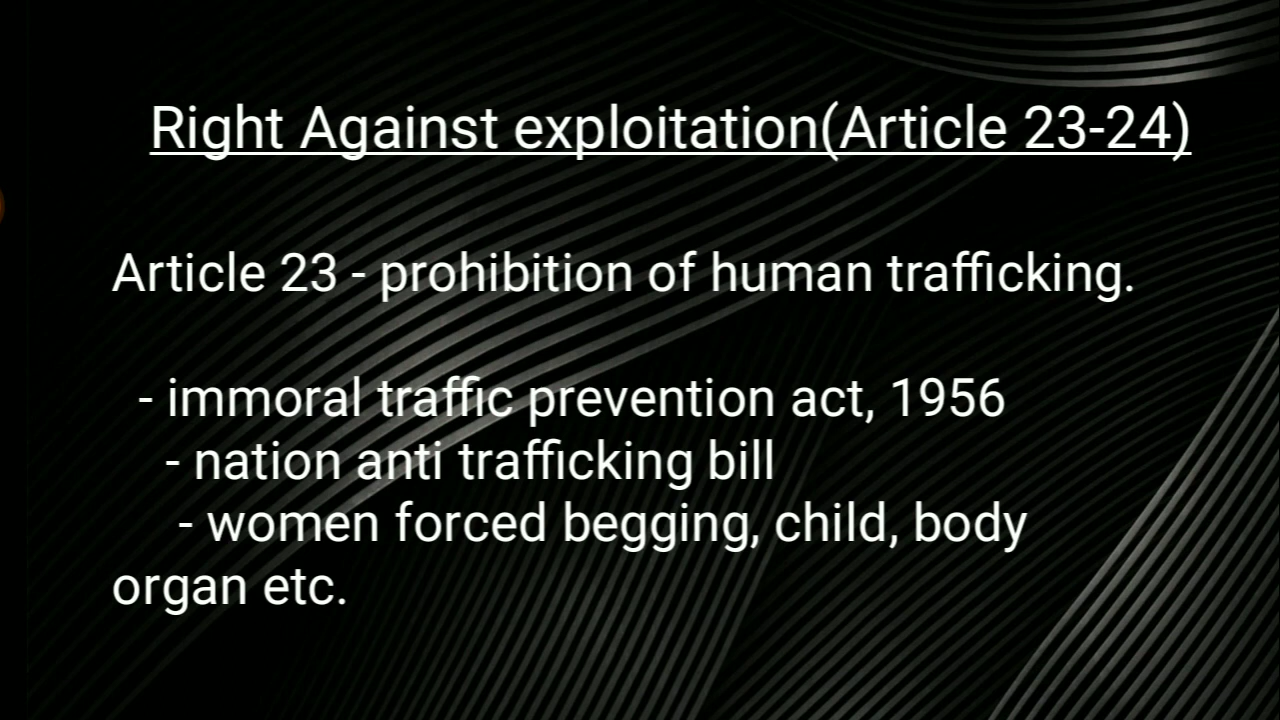 Right Against exploitation(Article 23-24)
Article 23 - prohibition of human trafficking.
- immoral traffic prevention act, 1956
- nation anti trafficking bill
- women forced begging, child, body
organ etc.